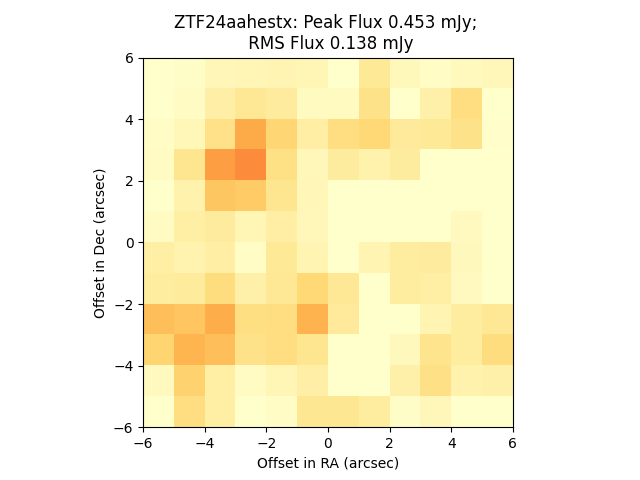 ZTF24aahestx: Peak Flux 0.453 mJy;
RMS Flux 0.138 mJy
6
4
2
0
−2
−4
−6
Offset in Dec (arcsec)
−6 −4 −2 0 2 4 6
Offset in RA (arcsec)